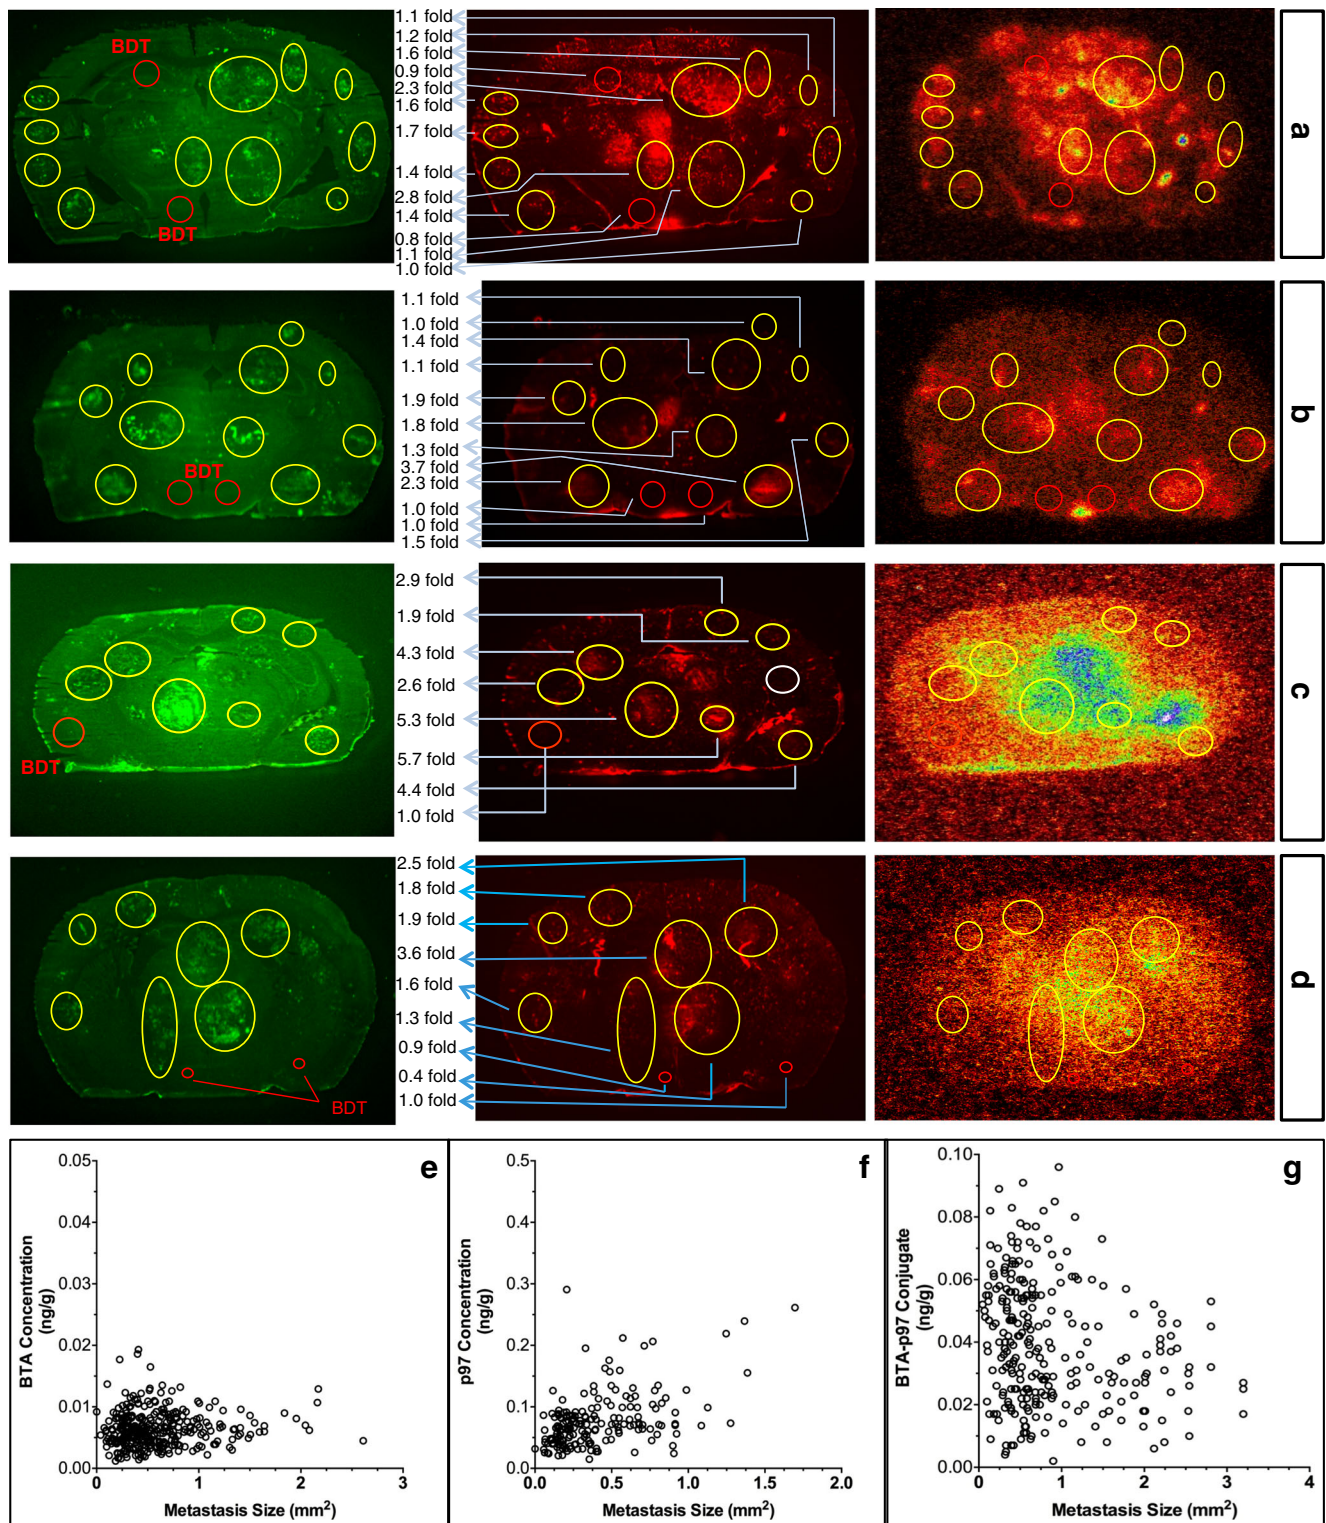 BDT
BDT
1.1 fold
1.2 fold
1.6 fold
0.9 fold
2.3 fold
1.6 fold
1.7 fold
1.4 fold
2.8 fold
1.4 fold
0.8 fold
1.1 fold
1.0 fold
a
BDT
1.1 fold
1.0 fold
1.4 fold
1.1 fold
1.9 fold
1.8 fold
1.3 fold
3.7 fold
2.3 fold
1.0 fold
1.0 fold
1.5 fold
b
BDT
2.9 fold
1.9 fold
4.3 fold
2.6 fold
5.3 fold
5.7 fold
4.4 fold
1.0 fold
c
BDT
2.5 fold
1.8 fold
1.9 fold
3.6 fold
1.6 fold
1.3 fold
0.9 fold
0.4 fold
1.0 fold
d
e
BTA Concentration
(ng/g)
0.05
0.04
0.03
0.02
0.01
0.00
0
1
2
3
Metastasis Size (mm²)
f
p97 Concentration
(ng/g)
0.5
0.4
0.3
0.2
0.1
0.0
0.0
0.5
1.0
1.5
2.0
Metastasis Size (mm²)
g
BTA-p97 Conjugate
(ng/g)
0.10
0.08
0.06
0.04
0.02
0.00
0
1
2
3
4
Metastasis Size (mm²)